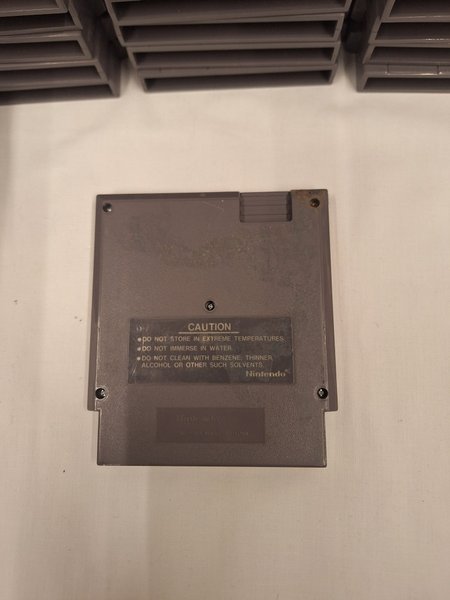 CAUTION
●DO NOT STORE IN EXTREME TEMPERATURES.
●DO NOT IMMERSE IN WATER.
●DO NOT CLEAN WITH BENZENE, THINNER,
ALCOHOL OR OTHER SUCH SOLVENTS.
Nintendo